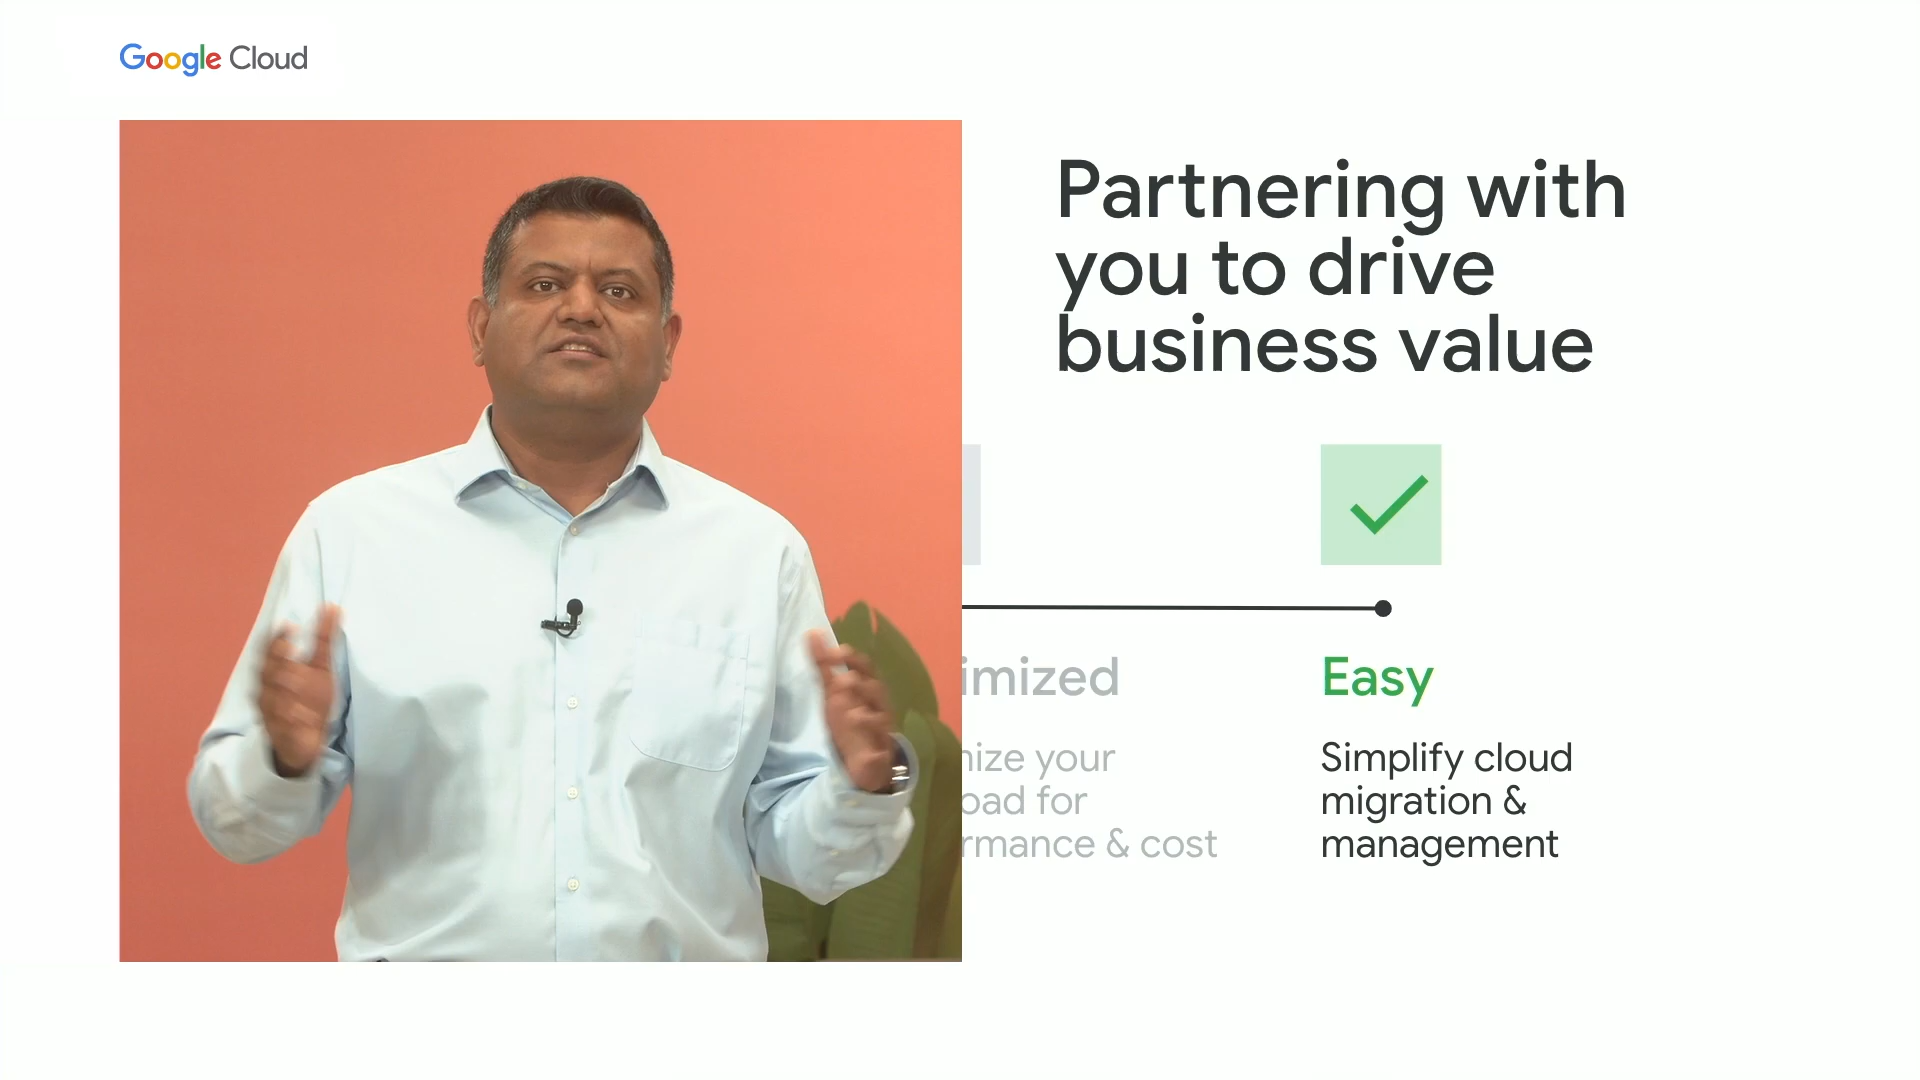 Google Cloud
Partnering with
you to drive
business value
imized
Easy
nize your
oad for
rmance & cost
Simplify cloud
migration &
management